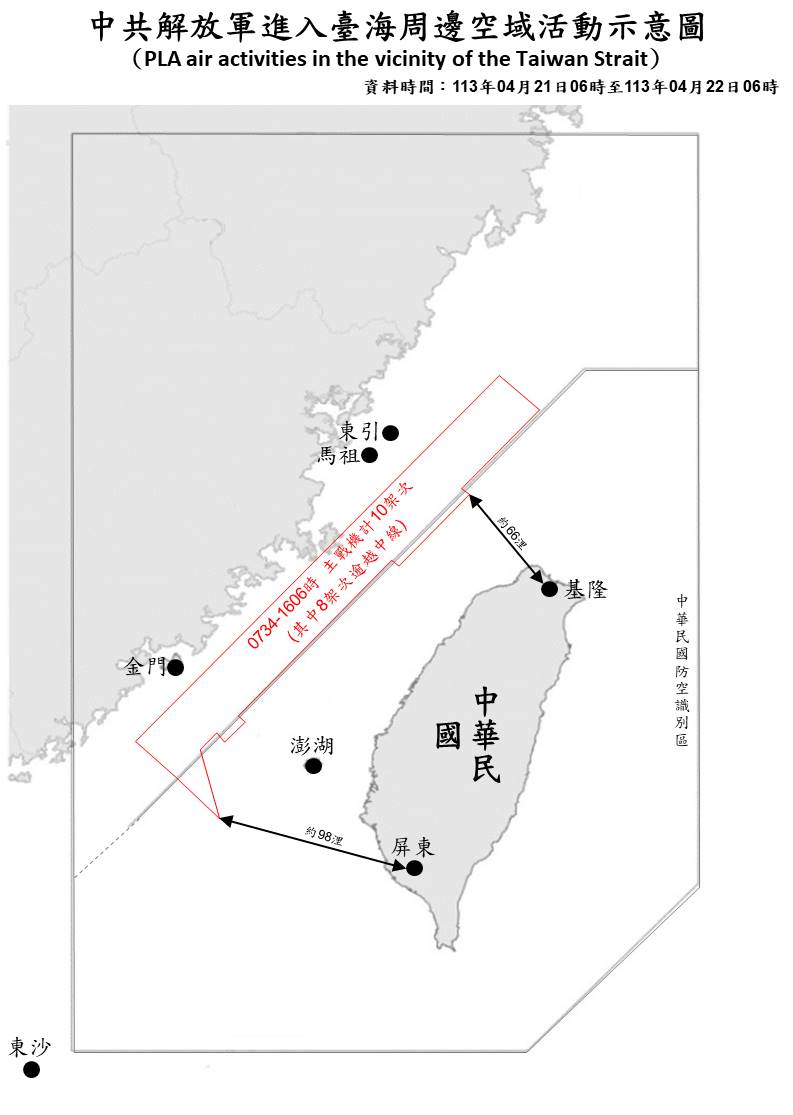 中共解放軍進入臺海周邊空域活動示意圖
（PLA air activities in the vicinity of the Taiwan Strait）
資料時間：113年04月21日06時至113年04月22日06時
東引
馬祖
0734-1606時 主戰機計10架次
(其中8架次逾越中線)
約66浬
基隆
中華民國防空識別區
金門
中華民
國
澎湖
約98浬
屏東
東沙